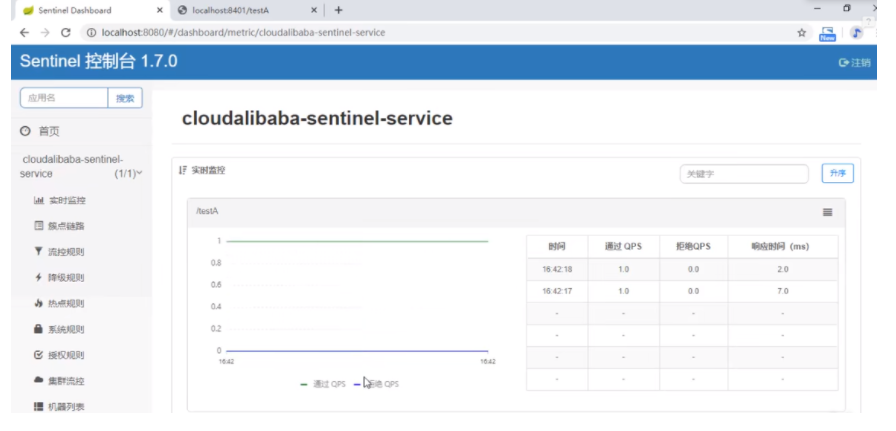 Sentinel Dashboard
localhost:8401/testA
localhost:8080/#/dashboard/metric/cloudalibaba-sentinel-service
New
Sentinel 控制台 1.7.0
注销
应用名
搜索
首页
cloudalibaba-sentinel-service
cloudalibaba-sentinel-
service (1/1)
实时监控
关键字
升序
实时监控
簇点链路
流控规则
降级规则
热点规则
系统规则
授权规则
集群流控
机器列表
/testA
1
0.8
0.6
0.4
0.2
0
16:42
16:42
通过 QPS
拒绝 QPS
时间 通过 QPS 拒绝QPS 响应时间 (ms)
16:42:18 1.0 0.0 2.0
16:42:17 1.0 0.0 7.0
- - - -
- - - -
- - - -
- - - -